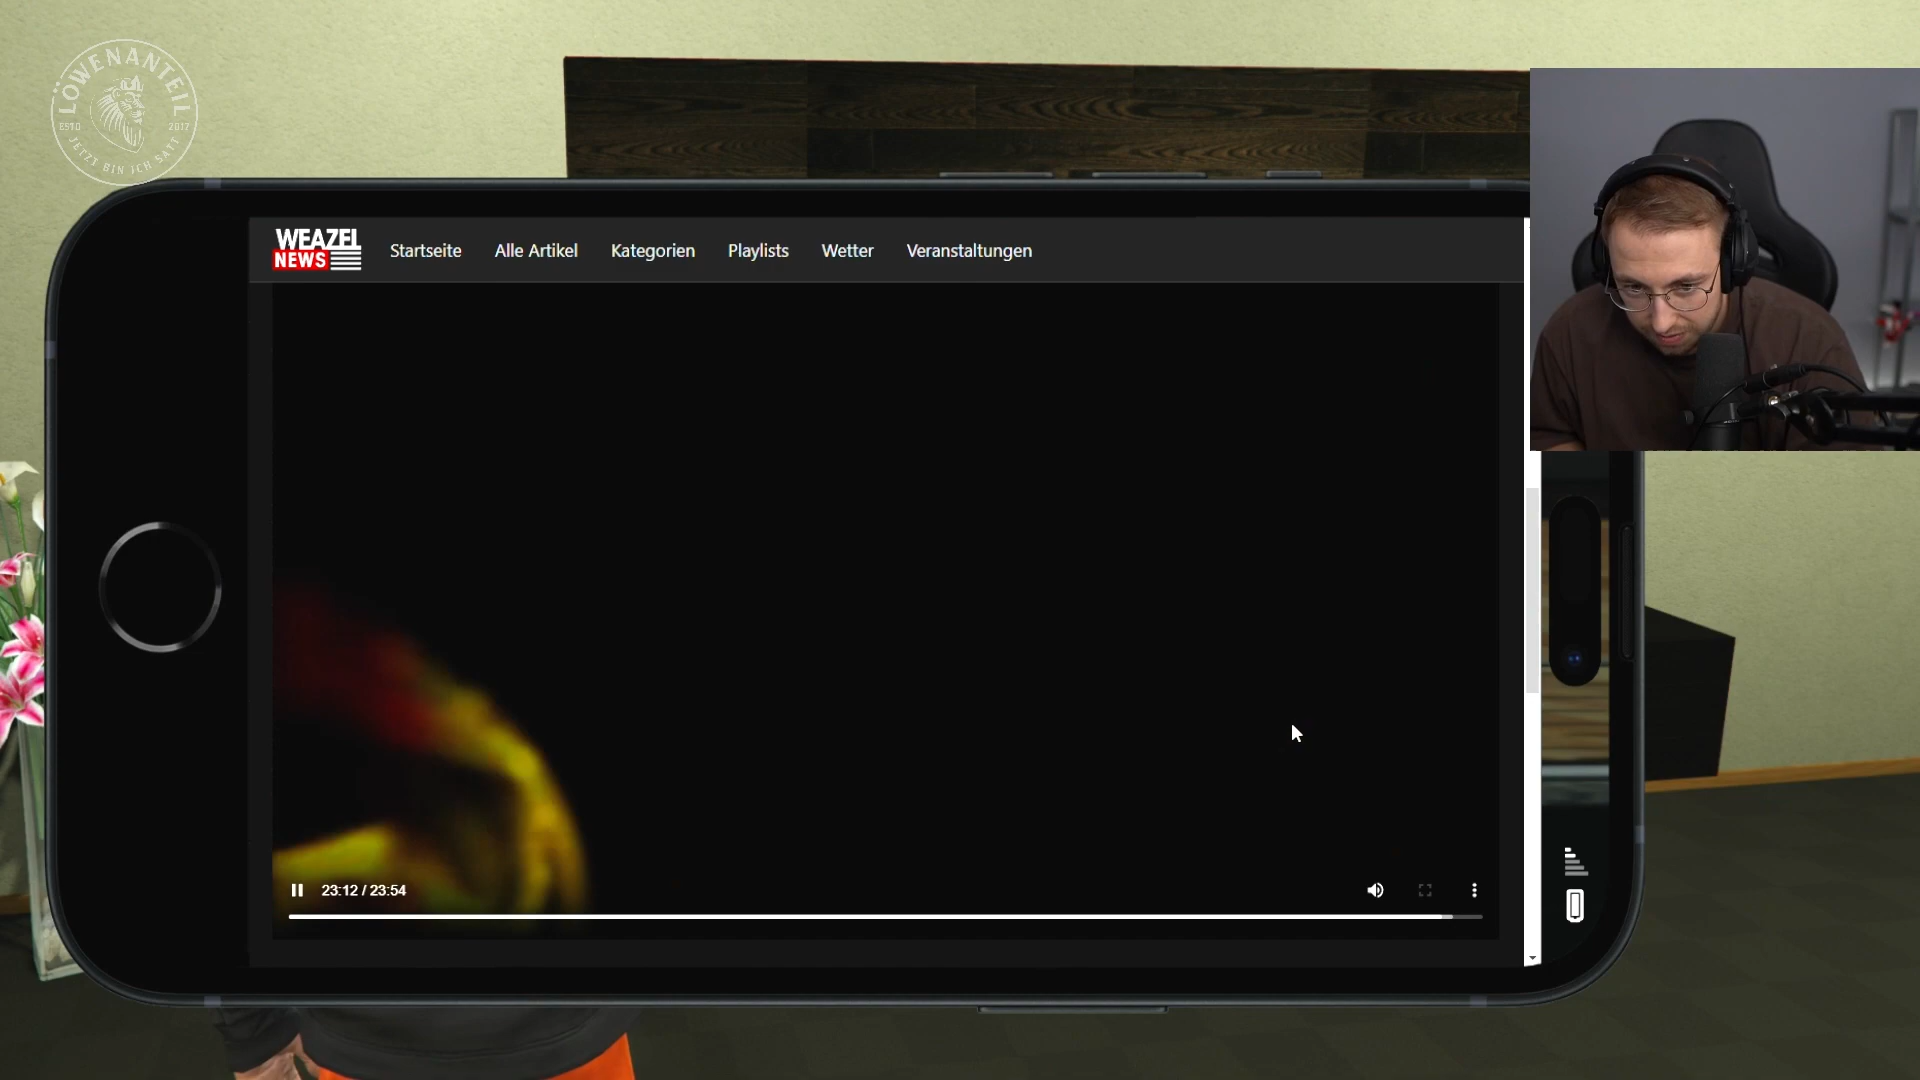 LÖWENANTEIL
ESTD 2017
JETZT BIN ICH SATT
WEAZEL
NEWS
Startseite Alle Artikel Kategorien Playlists Wetter Veranstaltungen
23:12 / 23:54